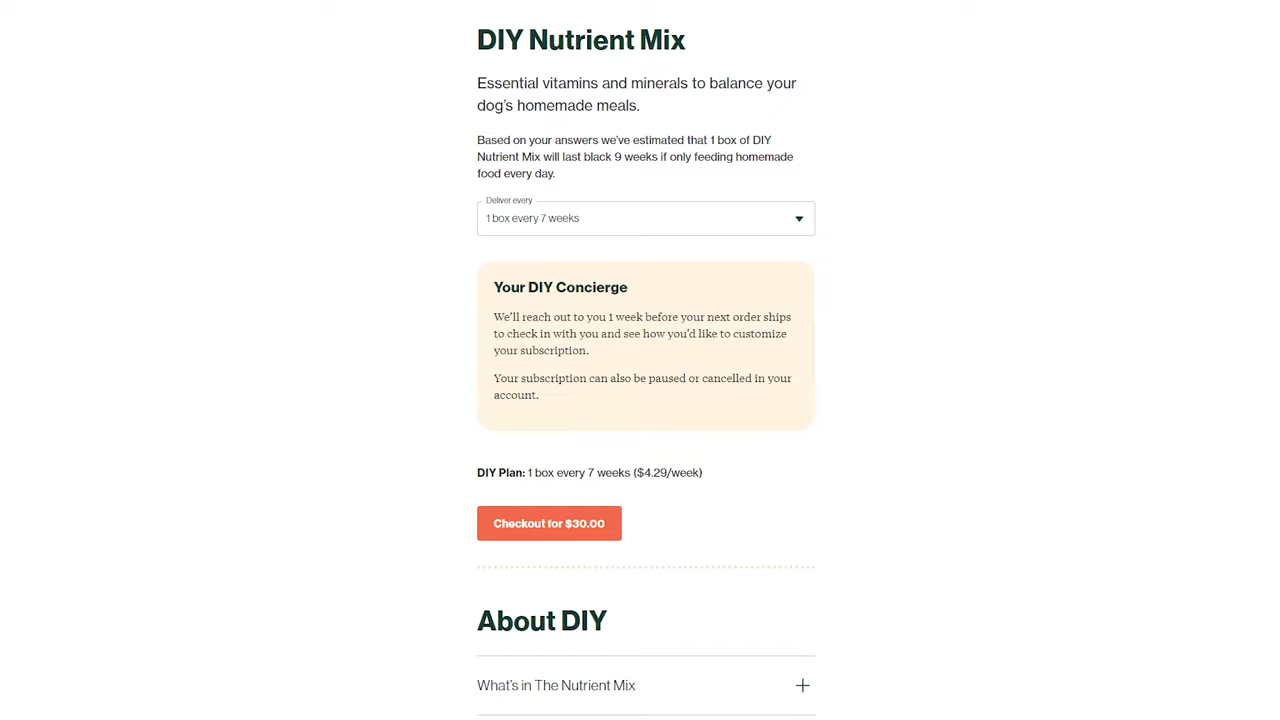 DIY Nutrient Mix
Essential vitamins and minerals to balance your
dog's homemade meals.
Based on your answers we've estimated that 1 box of DIY
Nutrient Mix will last black 9 weeks if only feeding homemade
food every day.
Deliver every
1 box every 7 weeks
Your DIY Concierge
We'll reach out to you 1 week before your next order ships
to check in with you and see how you'd like to customize
your subscription.
Your subscription can also be paused or cancelled in your
account.
DIY Plan: 1 box every 7 weeks ($4.29/week)
Checkout for $30.00
About DIY
What's in The Nutrient Mix